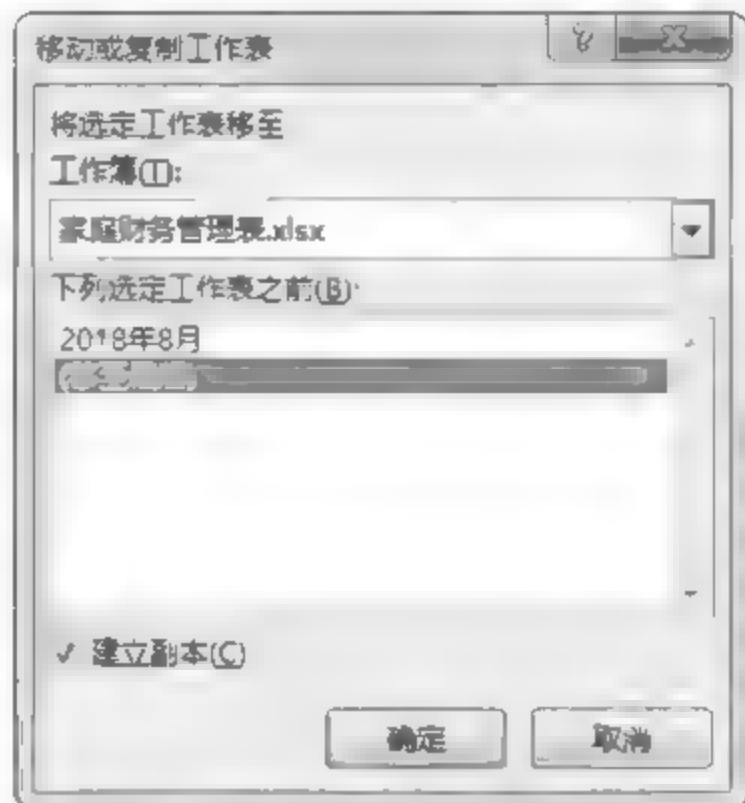 移动或复制工作表
将选定工作表移至
工作簿(T):
家庭财务管理表.xlsx
下列选定工作表之前(B):
2018年8月
建立副本(C)
确定
取消